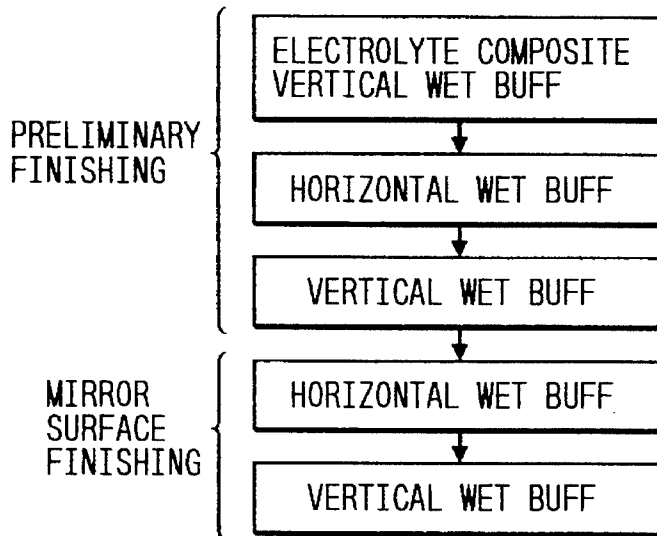 PRELIMINARY
FINISHING
ELECTROLYTE COMPOSITE
VERTICAL WET BUFF
HORIZONTAL WET BUFF
VERTICAL WET BUFF
MIRROR
SURFACE
FINISHING
HORIZONTAL WET BUFF
VERTICAL WET BUFF